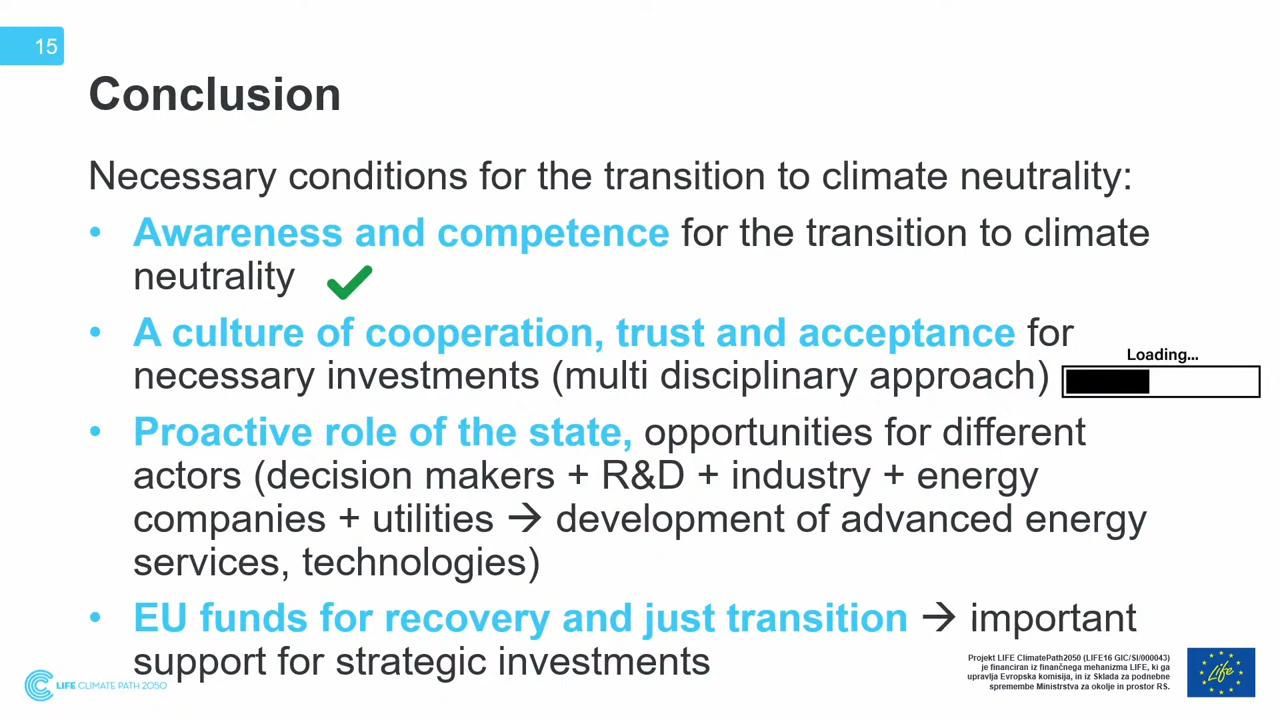 15
Conclusion
Necessary conditions for the transition to climate neutrality:
• Awareness and competence for the transition to climate
neutrality
• A culture of cooperation, trust and acceptance for
necessary investments (multi disciplinary approach)
Loading...
• Proactive role of the state, opportunities for different
actors (decision makers + R&D + industry + energy
companies + utilities → development of advanced energy
services, technologies)
• EU funds for recovery and just transition → important
support for strategic investments
LIFE CLIMATE PATH 2050
Projekt LIFE ClimatePath2050 (LIFE16 GIC/SI/000043)
je financiran iz finančnega mehanizma LIFE, ki ga
upravlja Evropska komisija, in iz Sklada za podnebne
spremembe Ministrstva za okolje in prostor RS.
Life